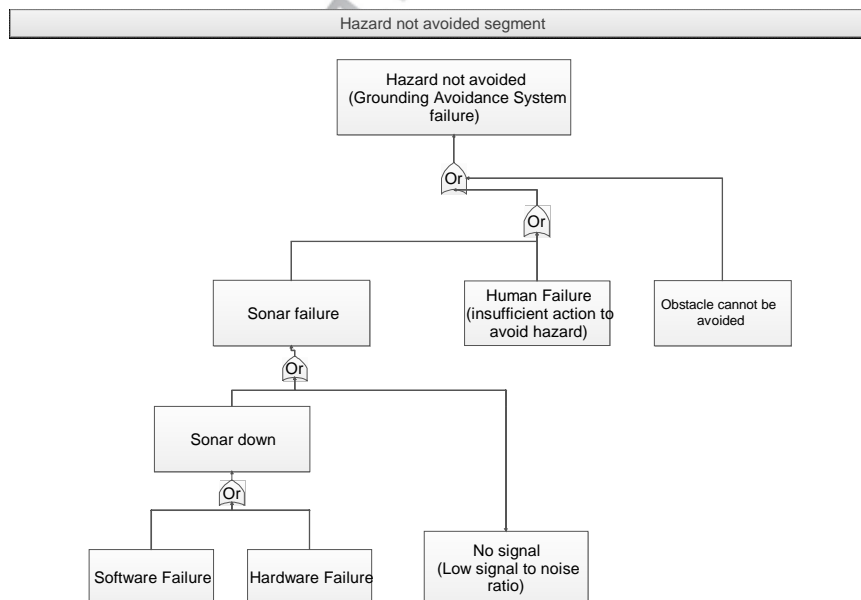 Hazard not avoided segment
Hazard not avoided
(Grounding Avoidance System
failure)
Or
Or
Sonar failure
Human Failure
(insufficient action to
avoid hazard)
Obstacle cannot be
avoided
Or
Sonar down
Or
Software Failure
Hardware Failure
No signal
(Low signal to noise
ratio)